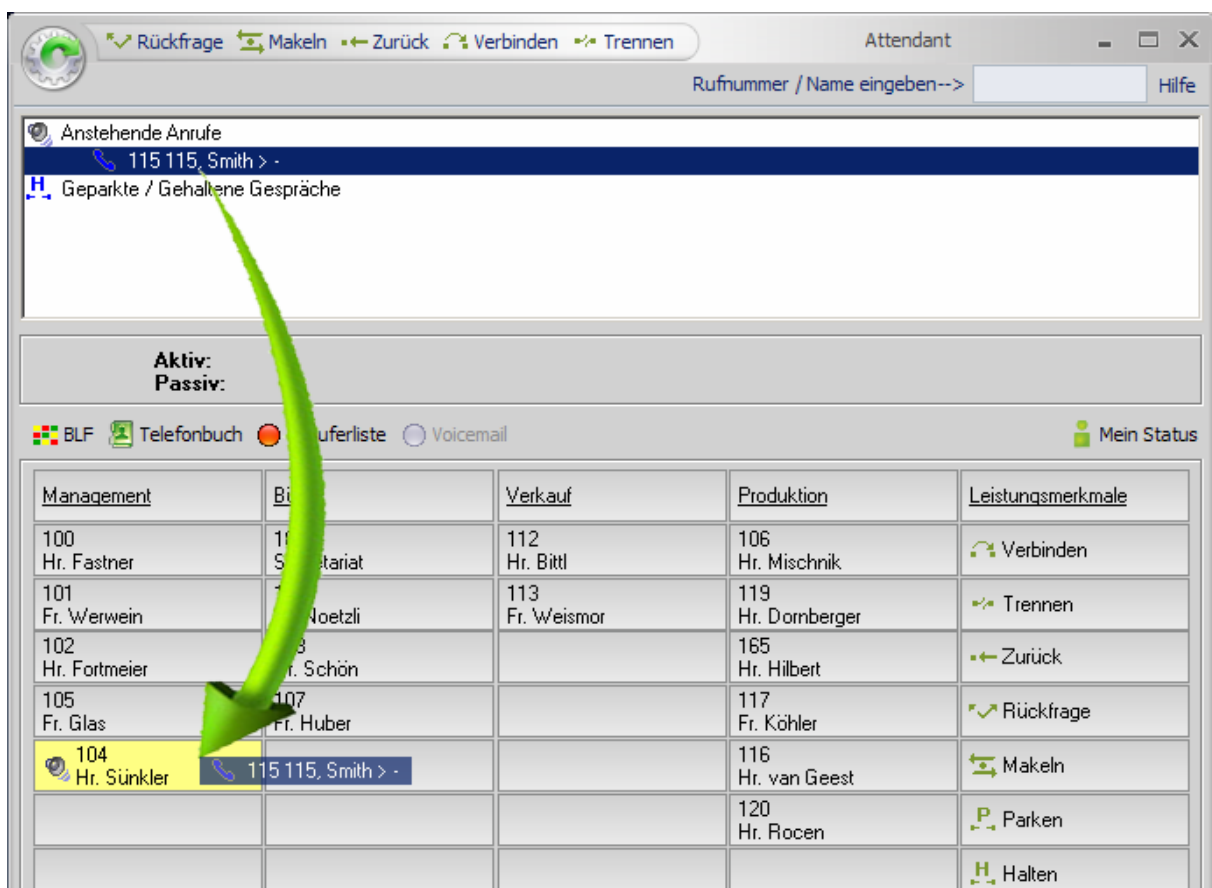 Rückfrage Makeln Zurück Verbinden Trennen Attendant
Rufnummer / Name eingeben--> Hilfe
Anstehende Anrufe
115 115, Smith > -
Geparkte / Gehaltene Gespräche
Aktiv:
Passiv:
BLF Telefonbuch Voicemail Mein Status
Management Verkauf Produktion Leistungsmerkmale
100 112 106
Hr. Fastner Hr. Bittl Hr. Mischnik Verbinden
101 113 119
Fr. Werwein Noetzli Fr. Weismor Hr. Dornberger Trennen
102 165
Hr. Fortmeier Schön Hr. Hilbert Zurück
105 107 117
Fr. Glas Fr. Huber Fr. Köhler Rückfrage
104 116
Hr. Sünkler 115 115, Smith > - Hr. van Geest Makeln
120
Hr. Rocen Parken
Halten